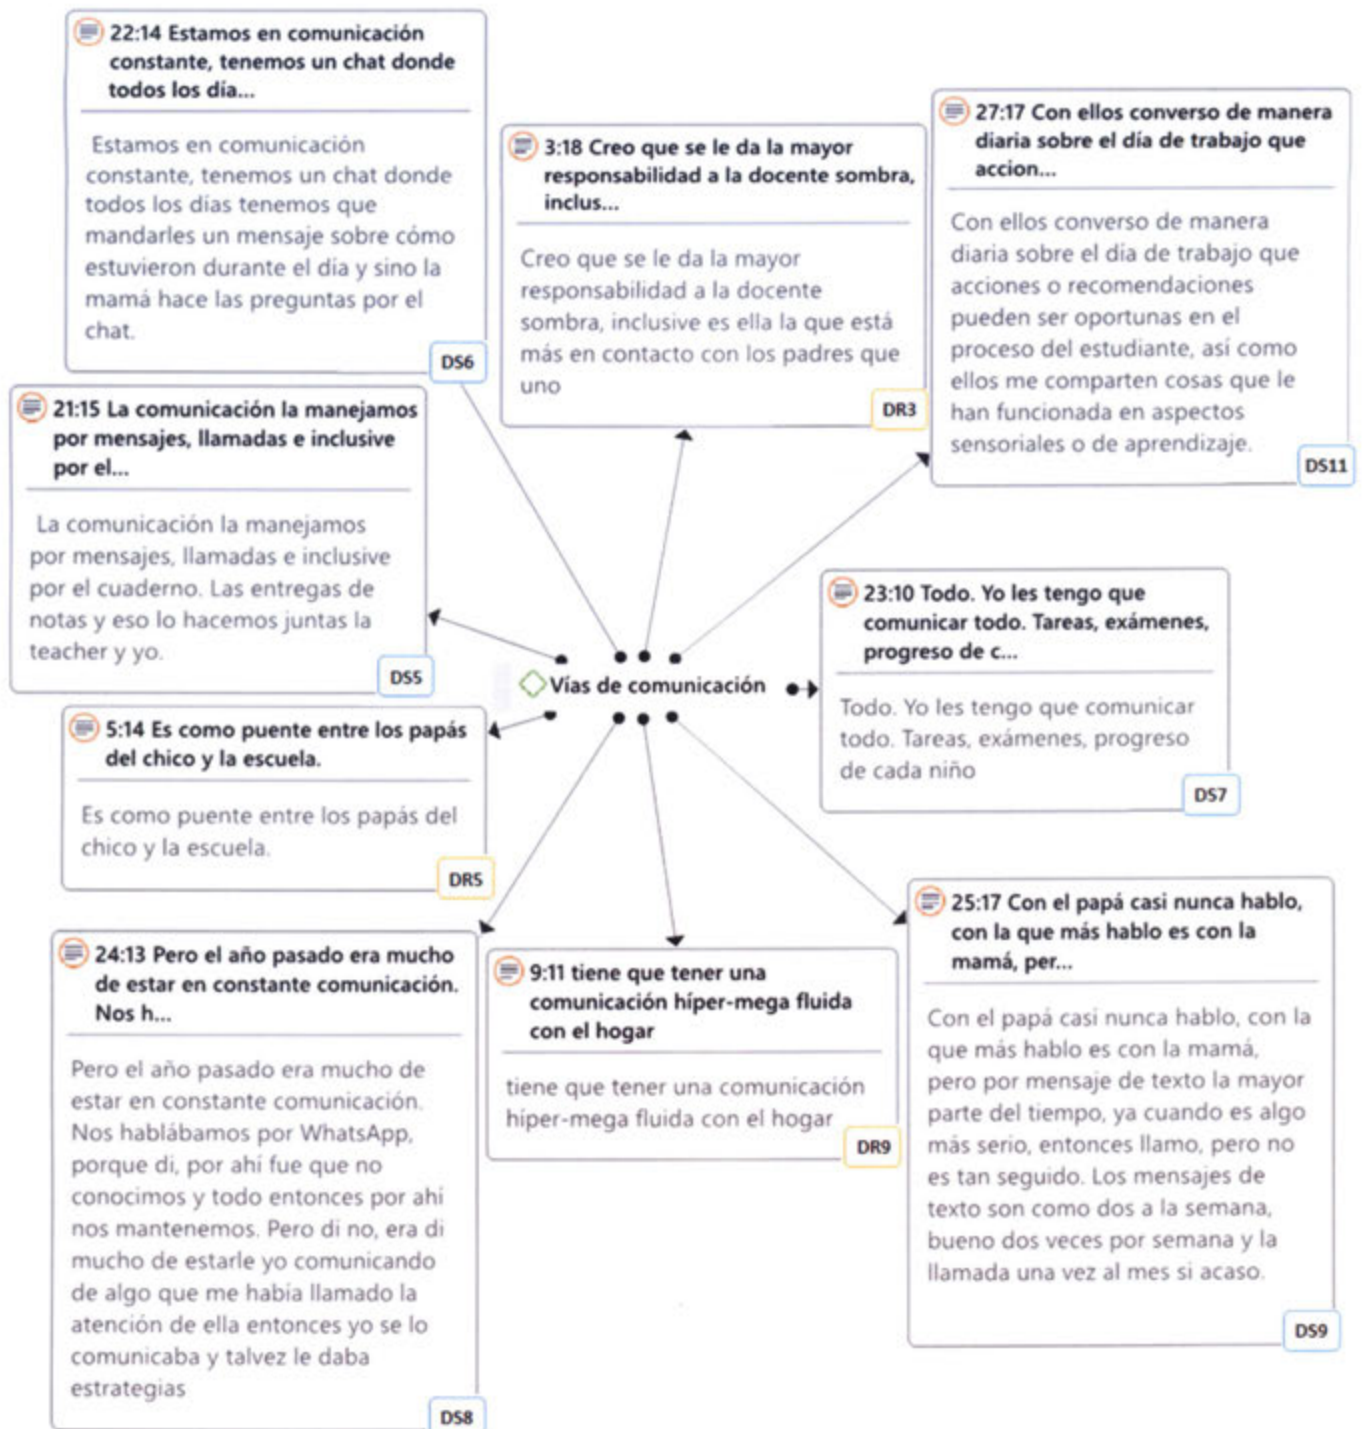 22:14 Estamos en comunicación
constante, tenemos un chat donde
todos los día...
Estamos en comunicación
constante, tenemos un chat donde
todos los días tenemos que
mandarles un mensaje sobre cómo
estuvieron durante el dia y sino la
mamá hace las preguntas por el
chat.
DS6
3:18 Creo que se le da la mayor
responsabilidad a la docente sombra,
inclus...
Creo que se le da la mayor
responsabilidad a la docente
sombra, inclusive es ella la que está
más en contacto con los padres que
uno
DR3
27:17 Con ellos converso de manera
diaria sobre el día de trabajo que
accion...
Con ellos converso de manera
diaria sobre el dia de trabajo que
acciones o recomendaciones
pueden ser oportunas en el
proceso del estudiante, así como
ellos me comparten cosas que le
han funcionada en aspectos
sensoriales o de aprendizaje.
DS11
21:15 La comunicación la manejamos
por mensajes, llamadas e inclusive
por el...
La comunicación la manejamos
por mensajes, llamadas e inclusive
por el cuaderno. Las entregas de
notas y eso lo hacemos juntas la
teacher y yo.
DS5
Vías de comunicación
23:10 Todo. Yo les tengo que
comunicar todo. Tareas, exámenes,
progreso de c...
Todo. Yo les tengo que comunicar
todo. Tareas, exámenes, progreso
de cada niño
DS7
5:14 Es como puente entre los papás
del chico y la escuela.
Es como puente entre los papás del
chico y la escuela.
DR5
24:13 Pero el año pasado era mucho
de estar en constante comunicación.
Nos h...
Pero el año pasado era mucho de
estar en constante comunicación.
Nos hablábamos por WhatsApp,
porque di, por ahí fue que no
conocimos y todo entonces por ahi
nos mantenemos. Pero di no, era di
mucho de estarle yo comunicando
de algo que me habia llamado la
atención de ella entonces yo se lo
comunicaba y talvez le daba
estrategias
DS8
9:11 tiene que tener una
comunicación híper-mega fluida
con el hogar
tiene que tener una comunicación
híper-mega fluida con el hogar
DR9
25:17 Con el papá casi nunca hablo,
con la que más hablo es con la
mamá, per...
Con el papá casi nunca hablo, con la
que más hablo es con la mamá,
pero por mensaje de texto la mayor
parte del tiempo, ya cuando es algo
más serio, entonces llamo, pero no
es tan seguido. Los mensajes de
texto son como dos a la semana,
bueno dos veces por semana y la
llamada una vez al mes si acaso.
DS9